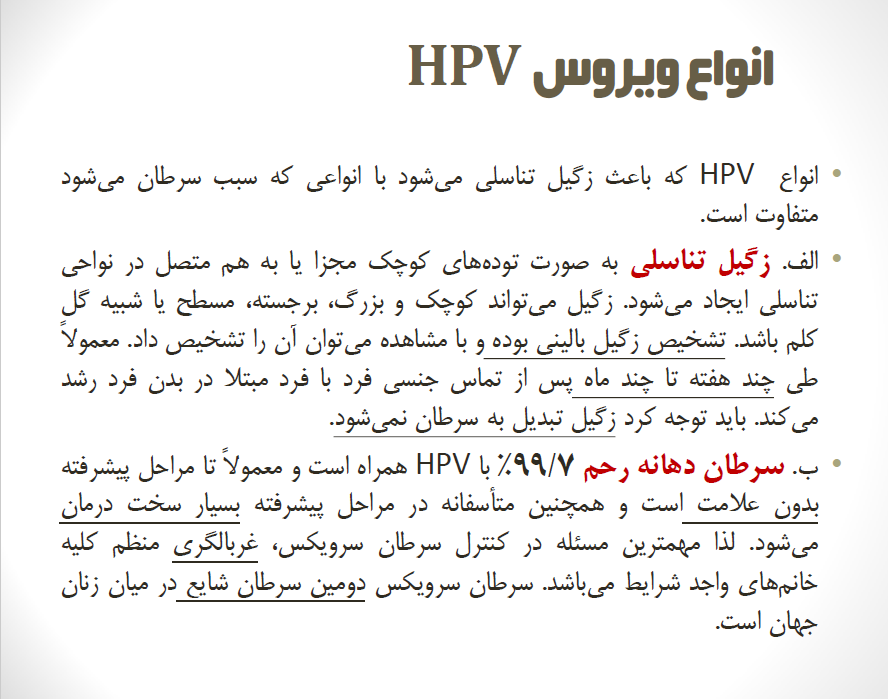 انواع ویروس HPV
• انواع HPV که باعث زگیل تناسلی می‌شود با انواعی که سبب سرطان می‌شود
متفاوت است.
• الف. زگیل تناسلی به صورت توده‌های کوچک مجزا یا به هم متصل در نواحی
تناسلی ایجاد می‌شود. زگیل می‌تواند کوچک و بزرگ، برجسته، مسطح یا شبیه گل
کلم باشد. تشخیص زگیل بالینی بوده و با مشاهده می‌توان آن را تشخیص داد. معمولاً
طی چند هفته تا چند ماه پس از تماس جنسی فرد با فرد مبتلا در بدن فرد رشد
می‌کند. باید توجه کرد زگیل تبدیل به سرطان نمی‌شود.
• ب. سرطان دهانه رحم ۹۹/۷٪ با HPV همراه است و معمولاً تا مراحل پیشرفته
بدون علامت است و همچنین متأسفانه در مراحل پیشرفته بسیار سخت درمان
می‌شود. لذا مهمترین مسئله در کنترل سرطان سرویکس، غربالگری منظم کلیه
خانم‌های واجد شرایط می‌باشد. سرطان سرویکس دومین سرطان شایع در میان زنان
جهان است.